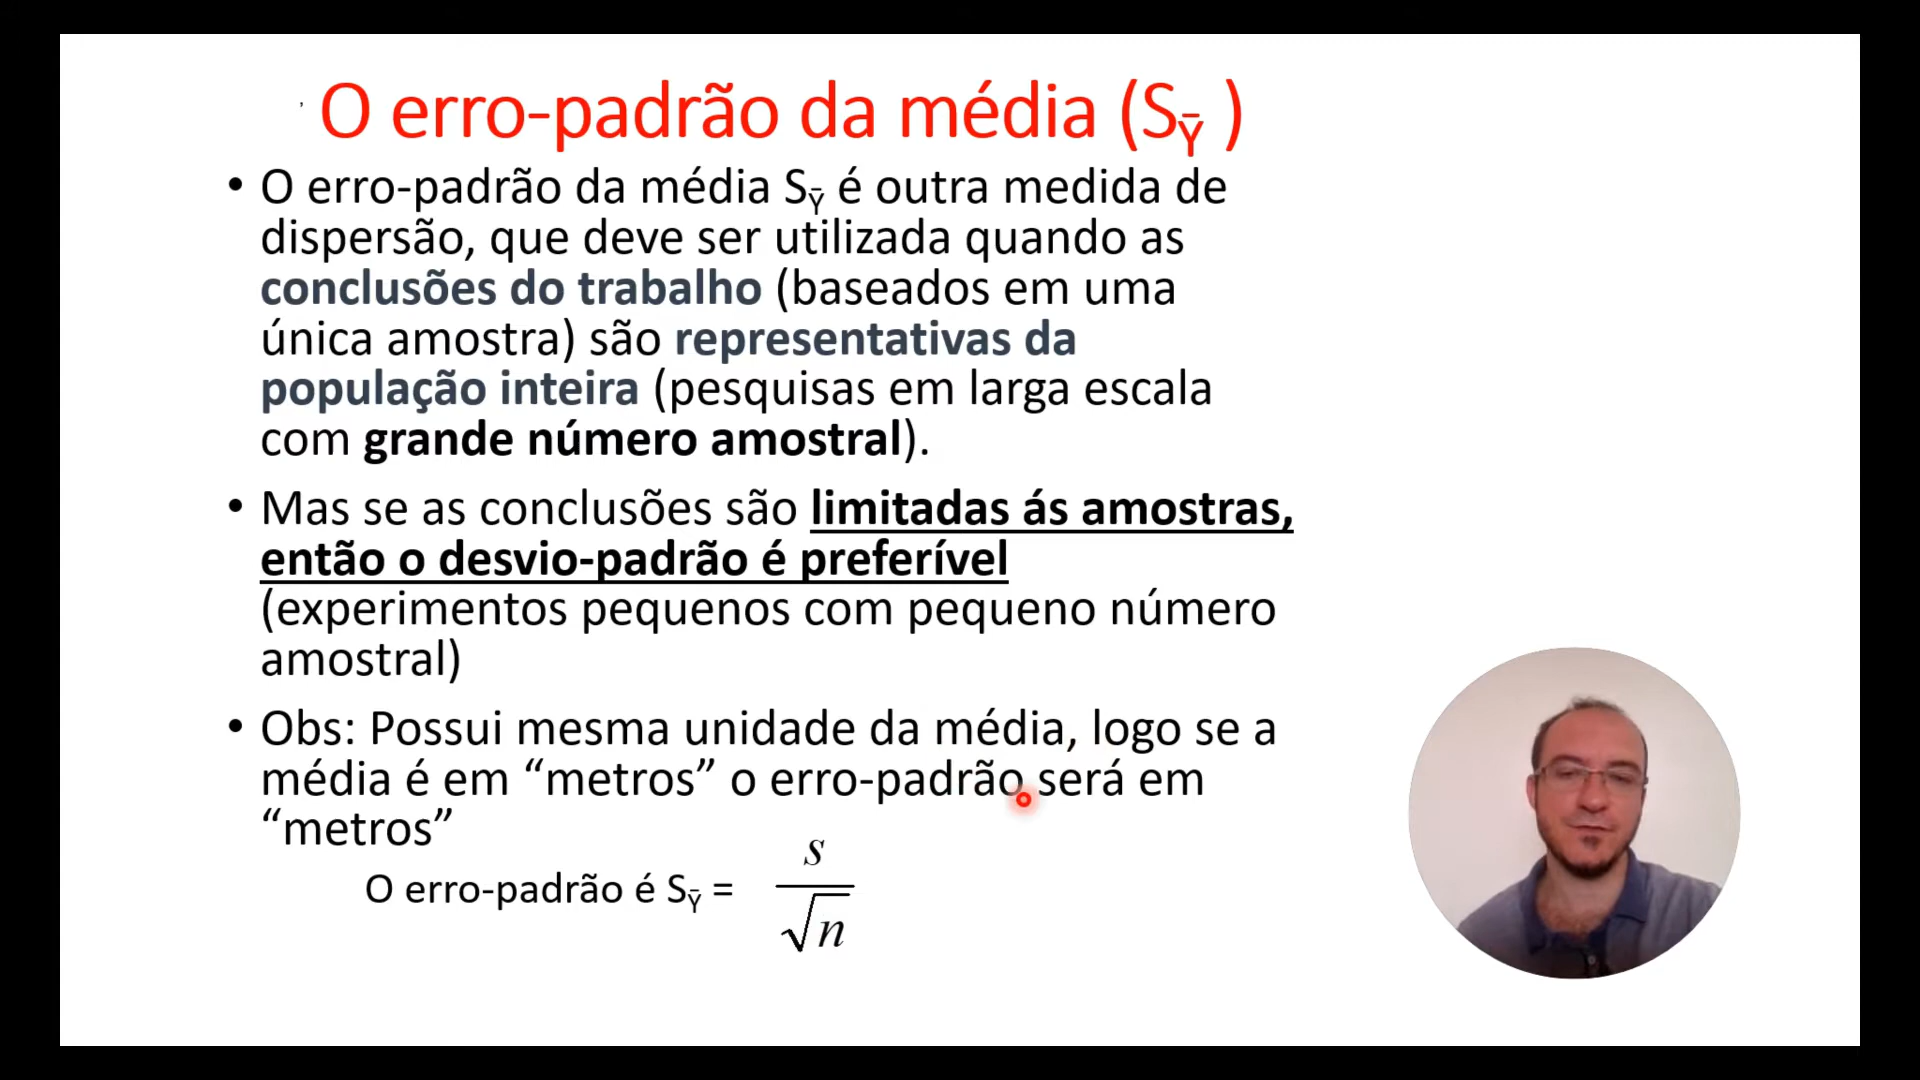 O erro-padrão da média (SȲ )
• O erro-padrão da média SȲ é outra medida de
dispersão, que deve ser utilizada quando as
conclusões do trabalho (baseados em uma
única amostra) são representativas da
população inteira (pesquisas em larga escala
com grande número amostral).
• Mas se as conclusões são limitadas ás amostras,
então o desvio-padrão é preferível
(experimentos pequenos com pequeno número
amostral)
• Obs: Possui mesma unidade da média, logo se a
média é em “metros” o erro-padrão será em
“metros”
O erro-padrão é SȲ = s / √n